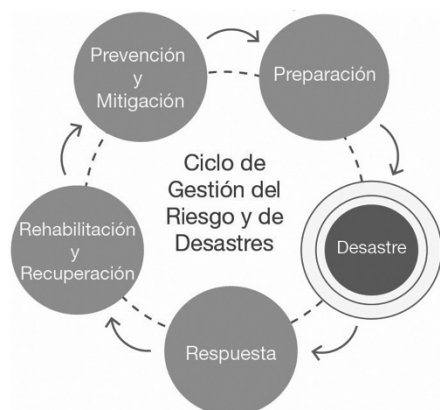 Prevención
y
Mitigación
Preparación
Ciclo de
Gestión del
Riesgo y de
Desastres
Desastre
Respuesta
Rehabilitación
y
Recuperación